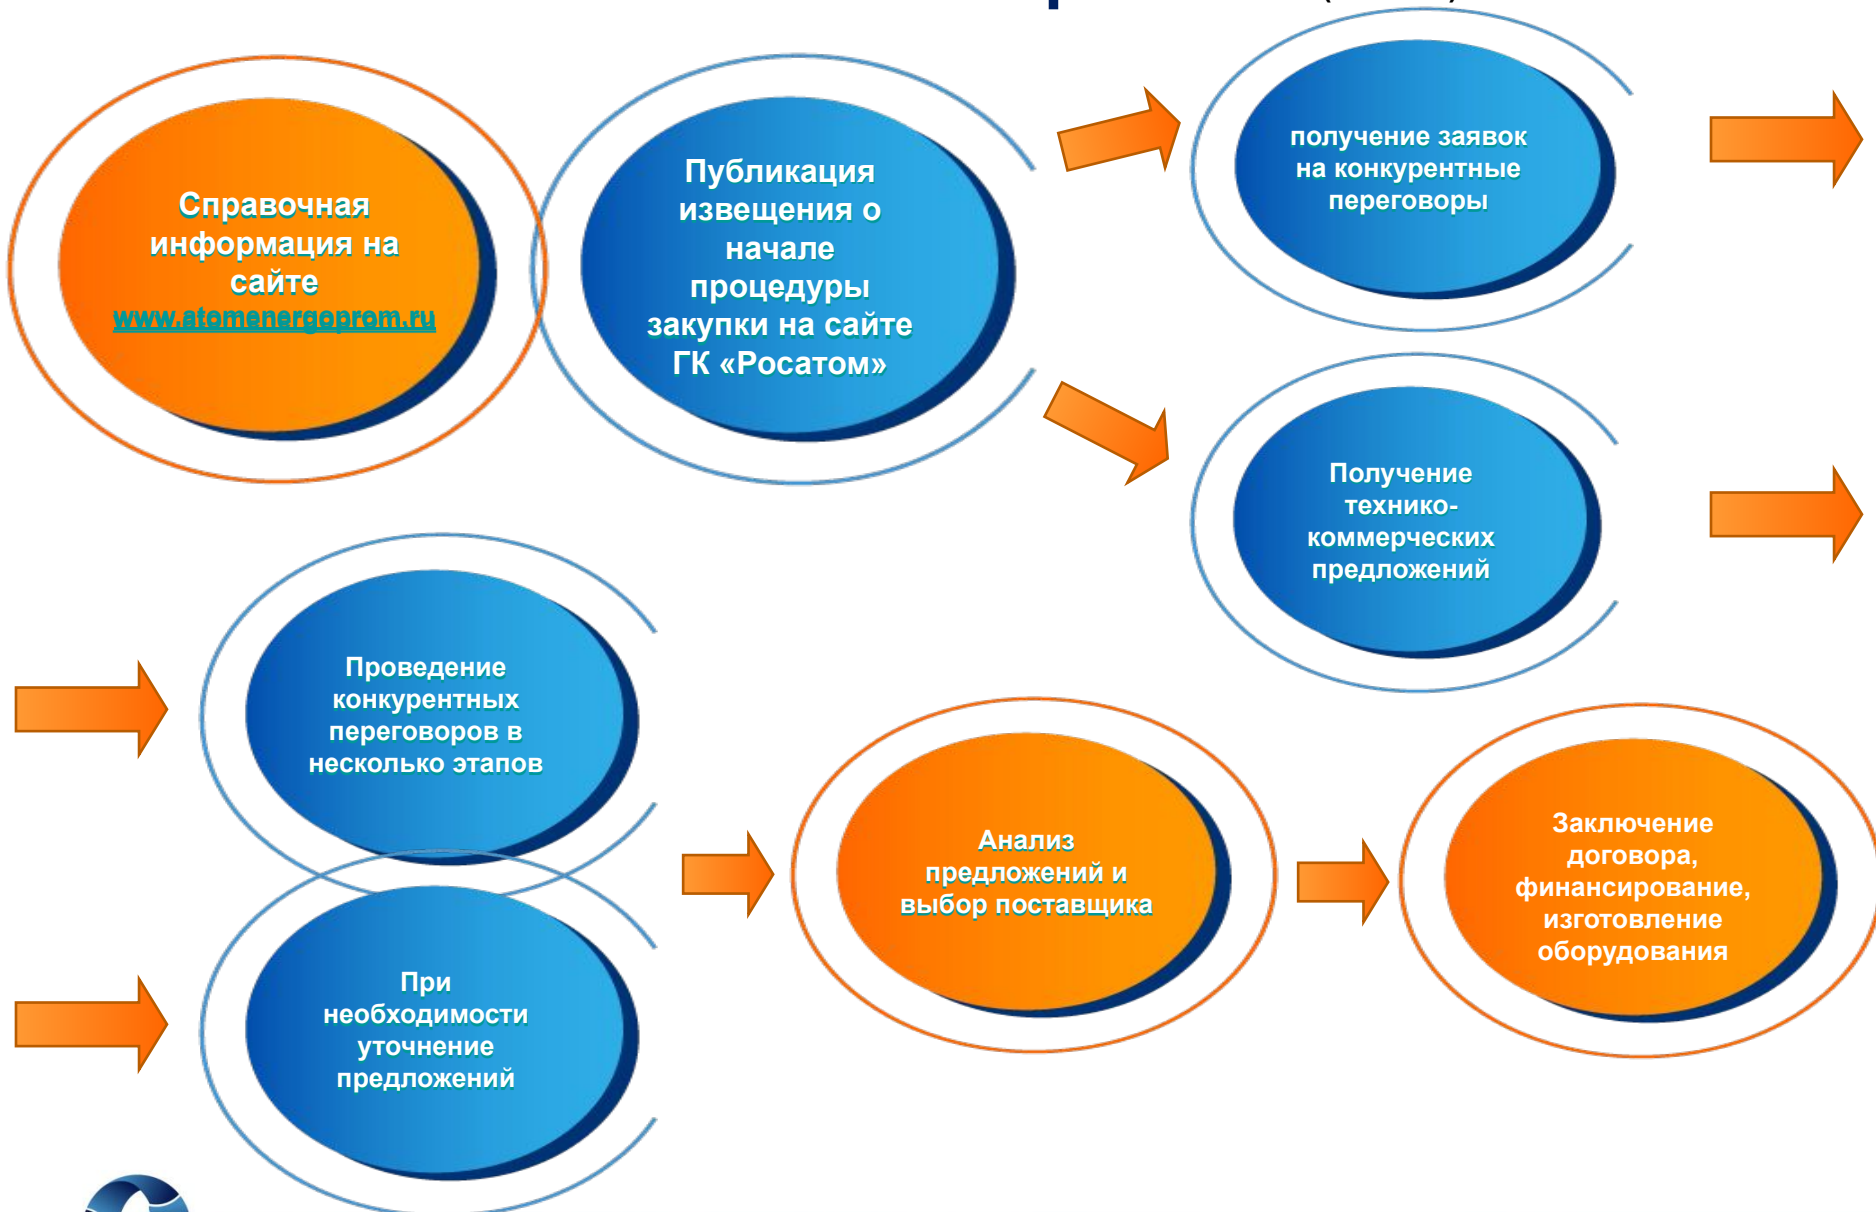 Справочная
информация на
сайте
www.atomenergoprom.ru
Публикация
извещения о
начале
процедуры
закупки на сайте
ГК «Росатом»
получение заявок
на конкурентные
переговоры
Получение
технико-
коммерческих
предложений
Проведение
конкурентных
переговоров в
несколько этапов
При
необходимости
уточнение
предложений
Анализ
предложений и
выбор поставщика
Заключение
договора,
финансирование,
изготовление
оборудования